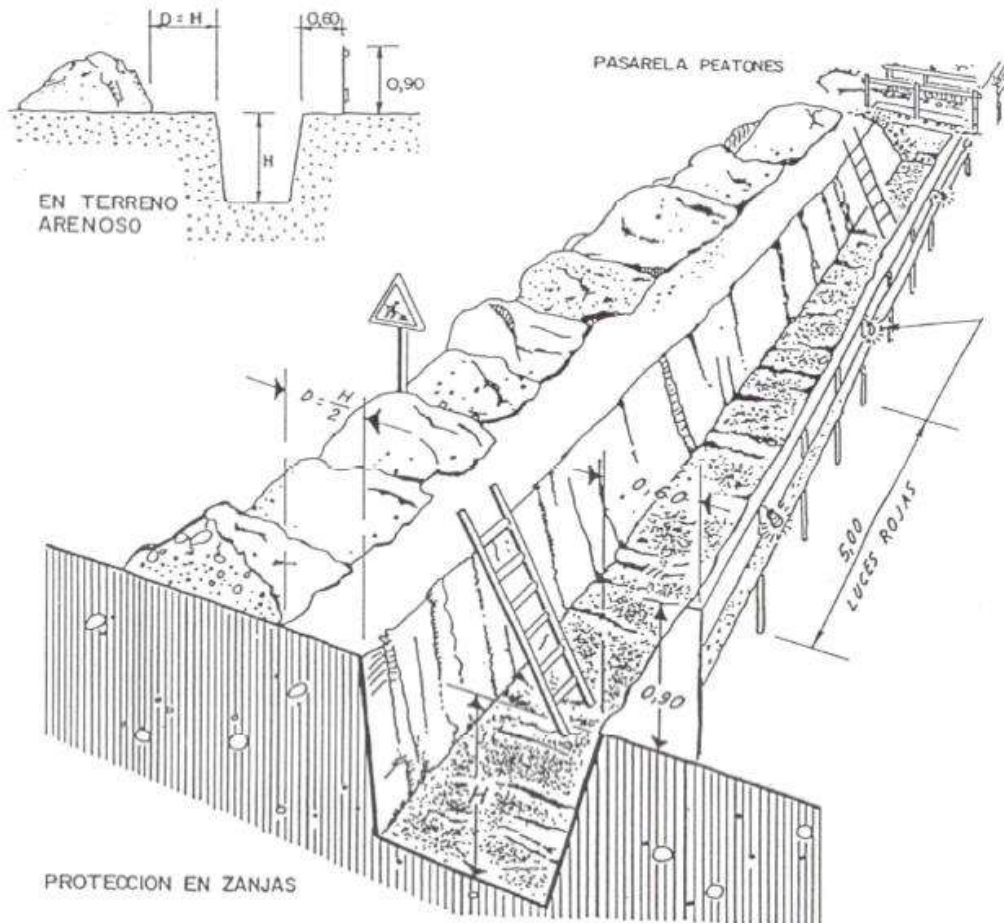 D = H
0,60
0,90
H
EN TERRENO
ARENOSO
PASARELA PEATONES
D = H/2
0,60
5,00
LUCES ROJAS
0,90
H
PROTECCION EN ZANJAS